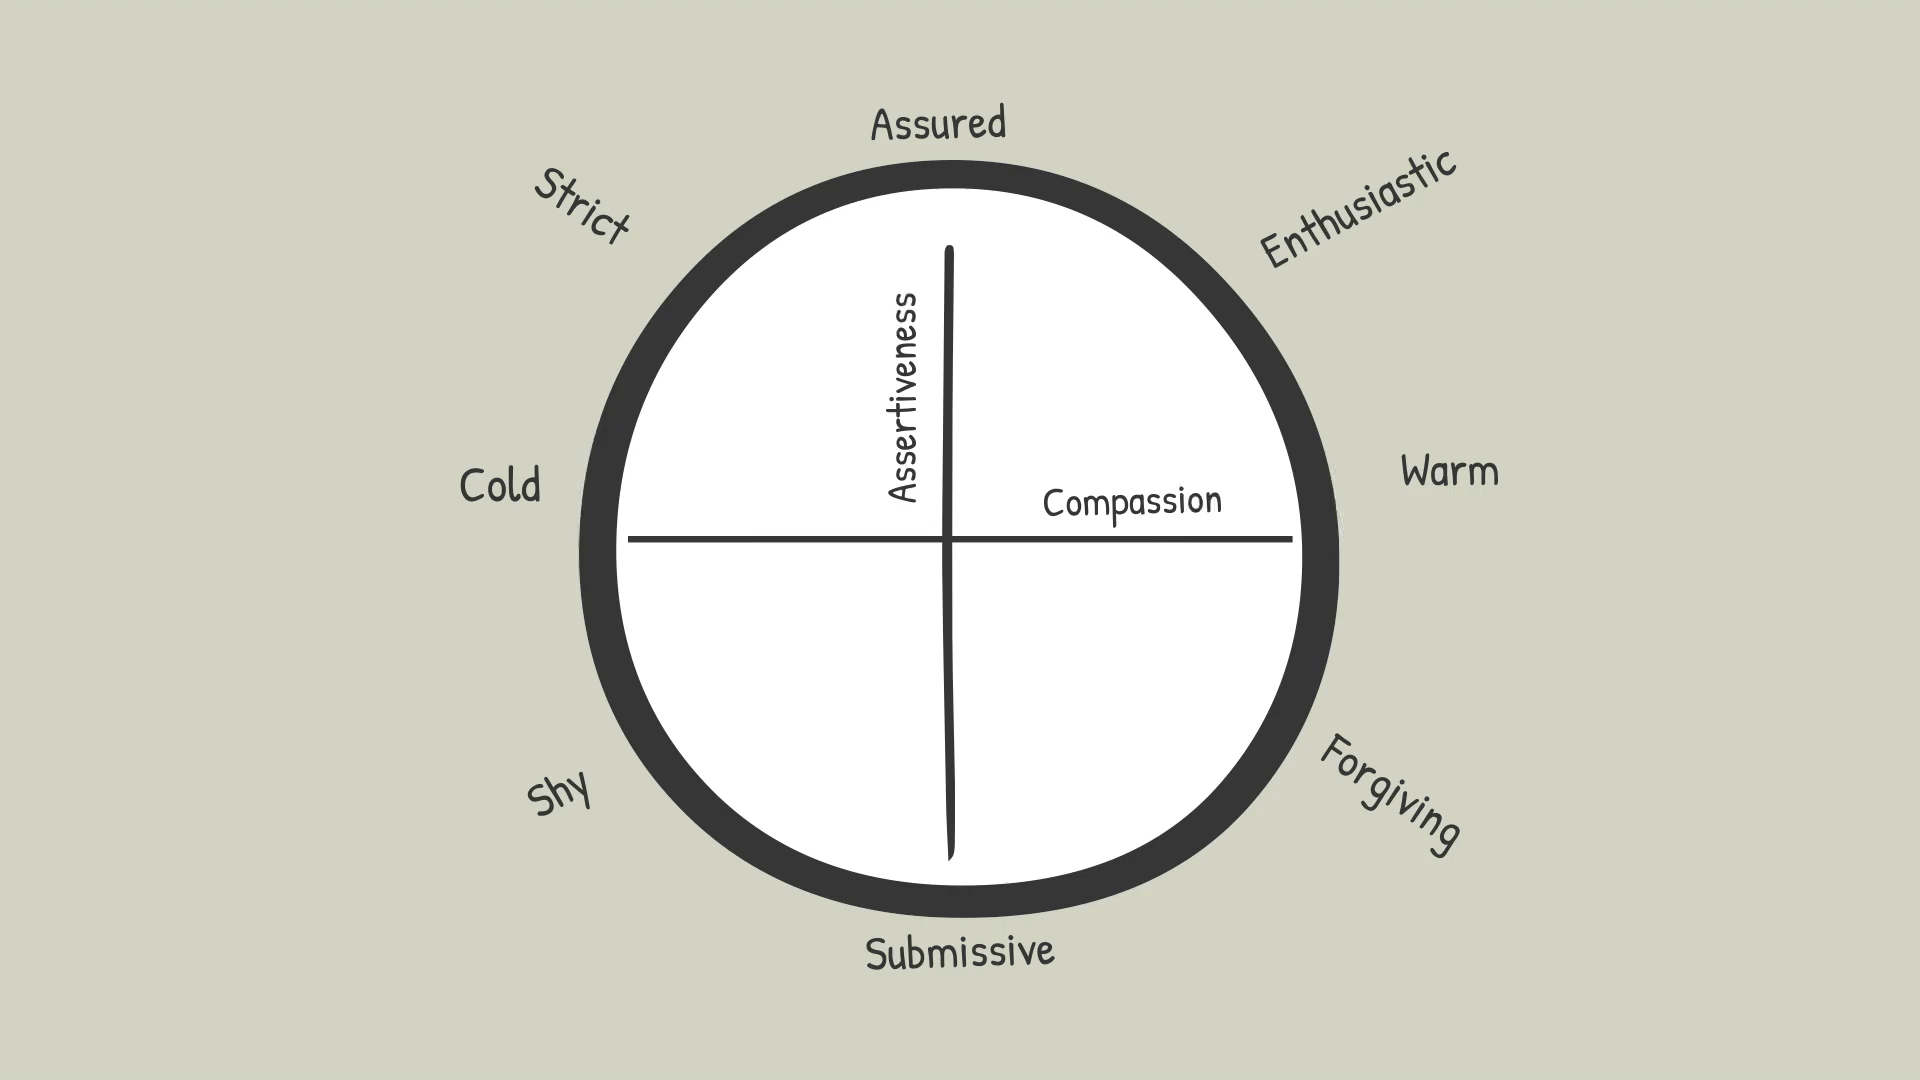 Assured
Strict
Enthusiastic
Assertiveness
Cold
Compassion
Warm
Shy
Forgiving
Submissive